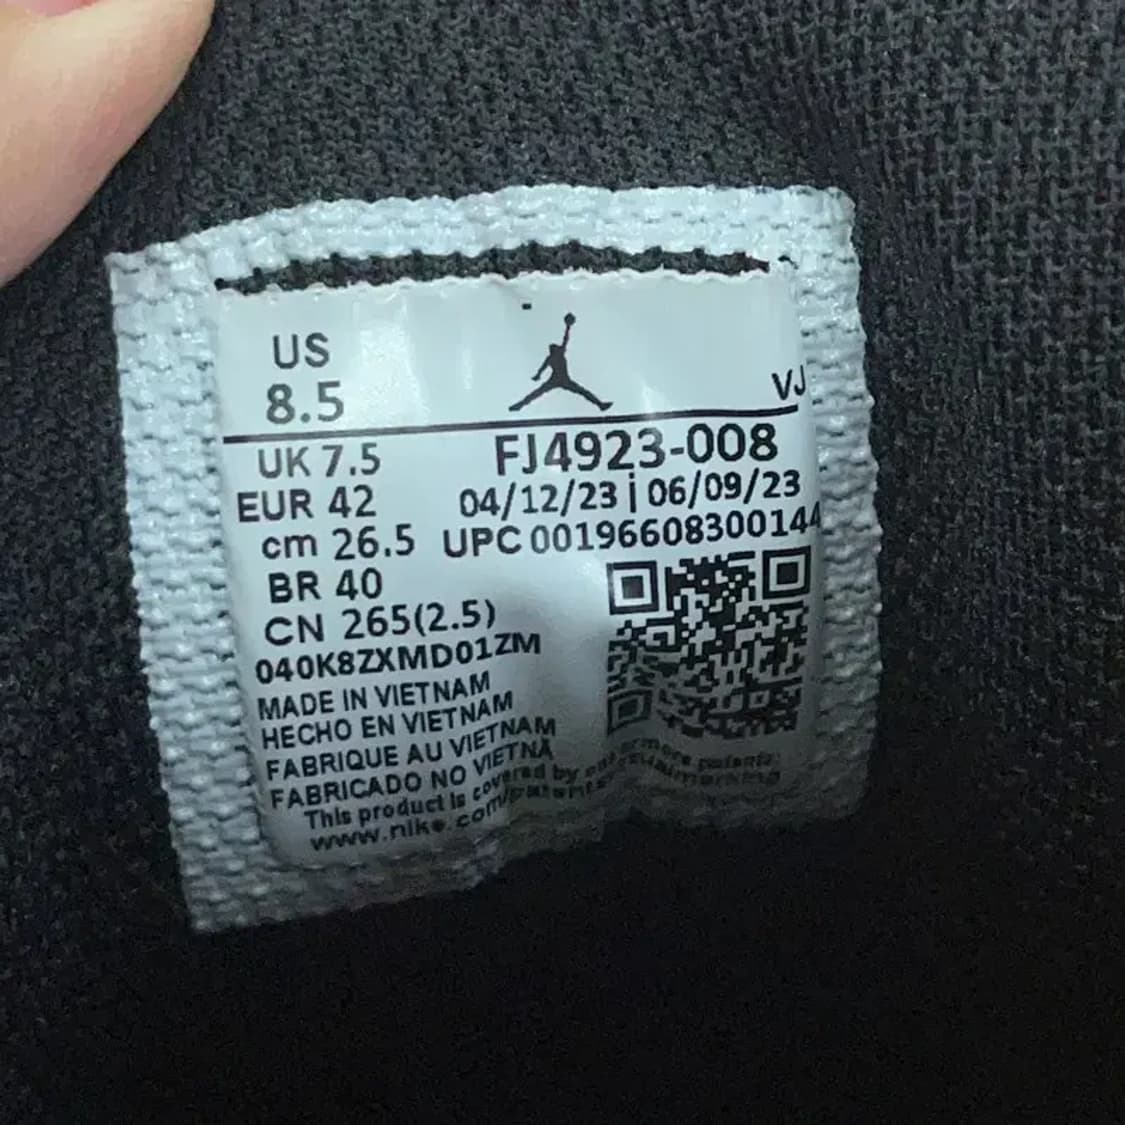 US
8.5
VJ
UK 7.5
FJ4923-008
EUR 42
04/12/23 | 06/09/23
cm 26.5
UPC 00196608300144
BR 40
CN 265(2.5)
040K8ZXMD01ZM
MADE IN VIETNAM
HECHO EN VIETNAM
FABRIQUE AU VIETNAM
FABRICADO NO VIETNA
This product is covered by one or more patents:
www.nike.com/patents